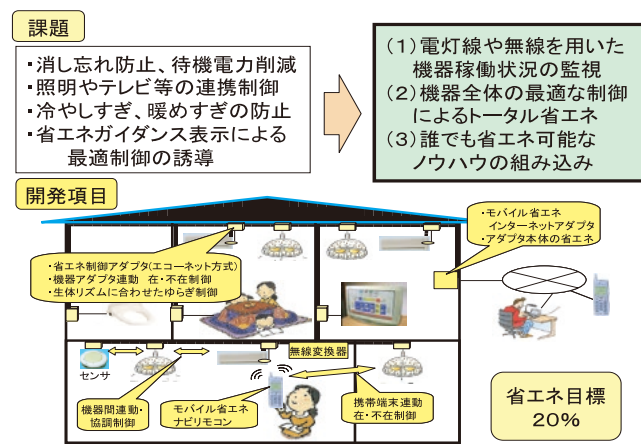 課題
・消し忘れ防止、待機電力削減
・照明やテレビ等の連携制御
・冷やしすぎ、暖めすぎの防止
・省エネガイダンス表示による
最適制御の誘導
(1)電灯線や無線を用いた
機器稼働状況の監視
(2)機器全体の最適な制御
によるトータル省エネ
(3)誰でも省エネ可能な
ノウハウの組み込み
開発項目
・モバイル省エネ
インターネットアダプタ
・アダプタ本体の省エネ
・省エネ制御アダプタ(エコーネット方式)
・機器アダプタ連動 在・不在制御
・生体リズムに合わせたゆらぎ制御
無線変換器
センサ
機器間連動・
協調制御
モバイル省エネ
ナビリモコン
携帯端末連動
在・不在制御
省エネ目標
20%